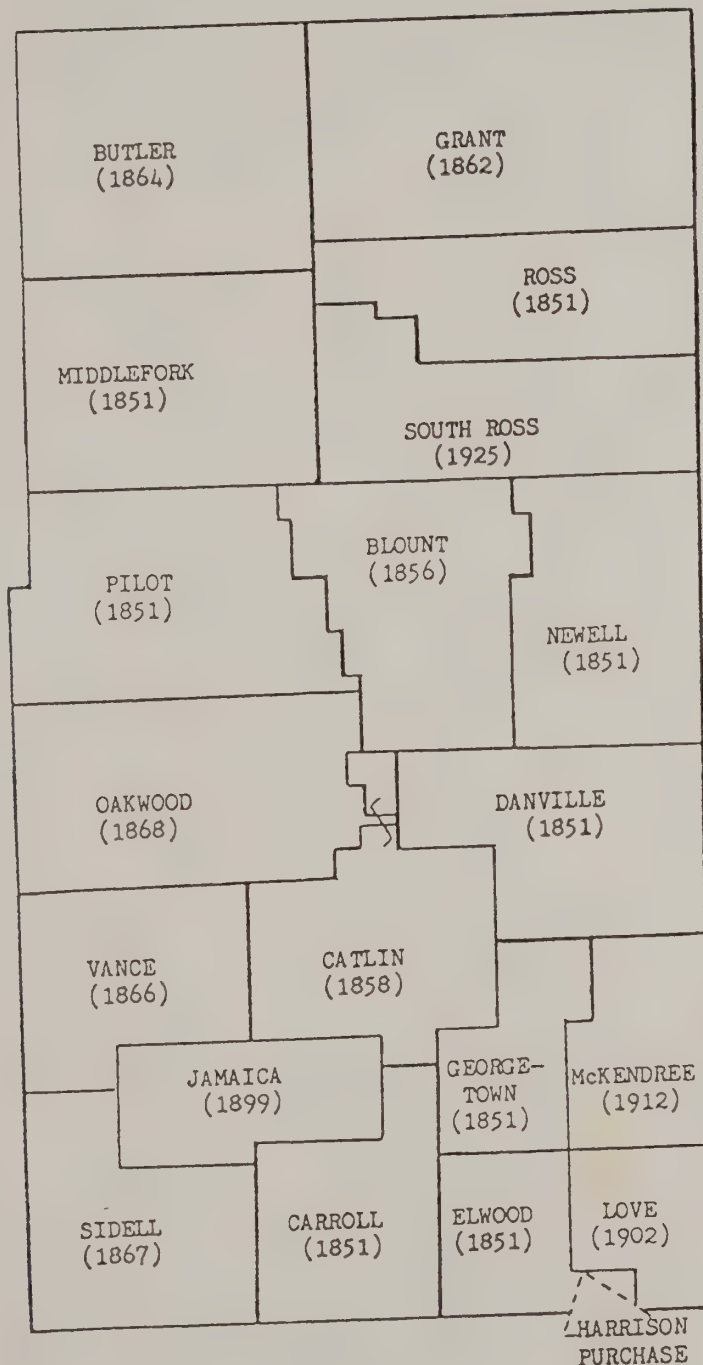 BUTLER
(1864)
GRANT
(1862)
ROSS
(1851)
MIDDLEFORK
(1851)
SOUTH ROSS
(1925)
BLOUNT
(1856)
PILOT
(1851)
NEWELL
(1851)
OAKWOOD
(1868)
DANVILLE
(1851)
VANCE
(1866)
CATLIN
(1858)
JAMAICA
(1899)
GEORGE-
TOWN
(1851)
McKENDREE
(1912)
SIDELL
(1867)
CARROLL
(1851)
ELWOOD
(1851)
LOVE
(1902)
HARRISON
PURCHASE